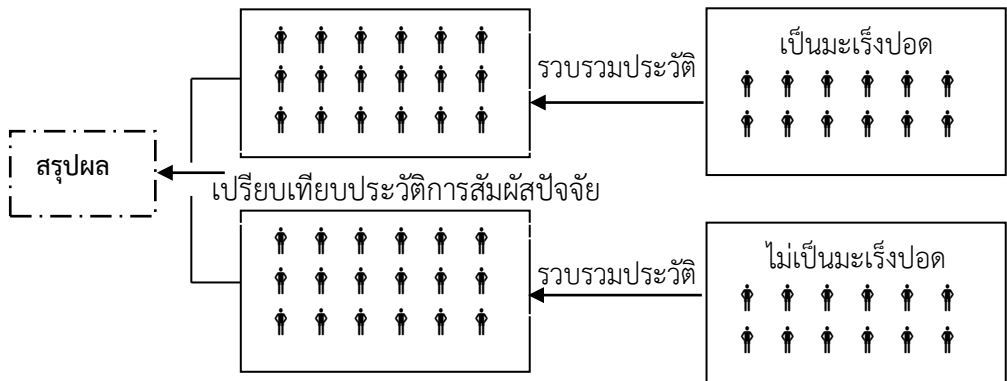 เป็นมะเร็งปอด
รวบรวมประวัติ
สรุปผล
เปรียบเทียบประวัติการสัมผัสปัจจัย
ไม่เป็นมะเร็งปอด
รวบรวมประวัติ